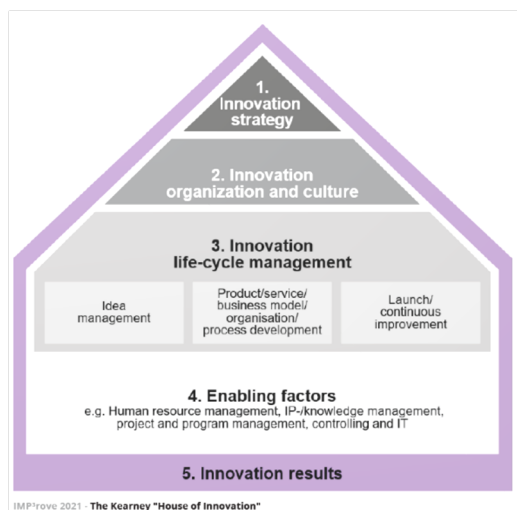 1.
Innovation
strategy
2. Innovation
organization and culture
3. Innovation
life-cycle management
Idea
management
Product/service/
business model/
organisation/
process development
Launch/
continuous
improvement
4. Enabling factors
e.g. Human resource management, IP-/knowledge management,
project and program management, controlling and IT
5. Innovation results
IMP³rove 2021 - The Kearney "House of Innovation"